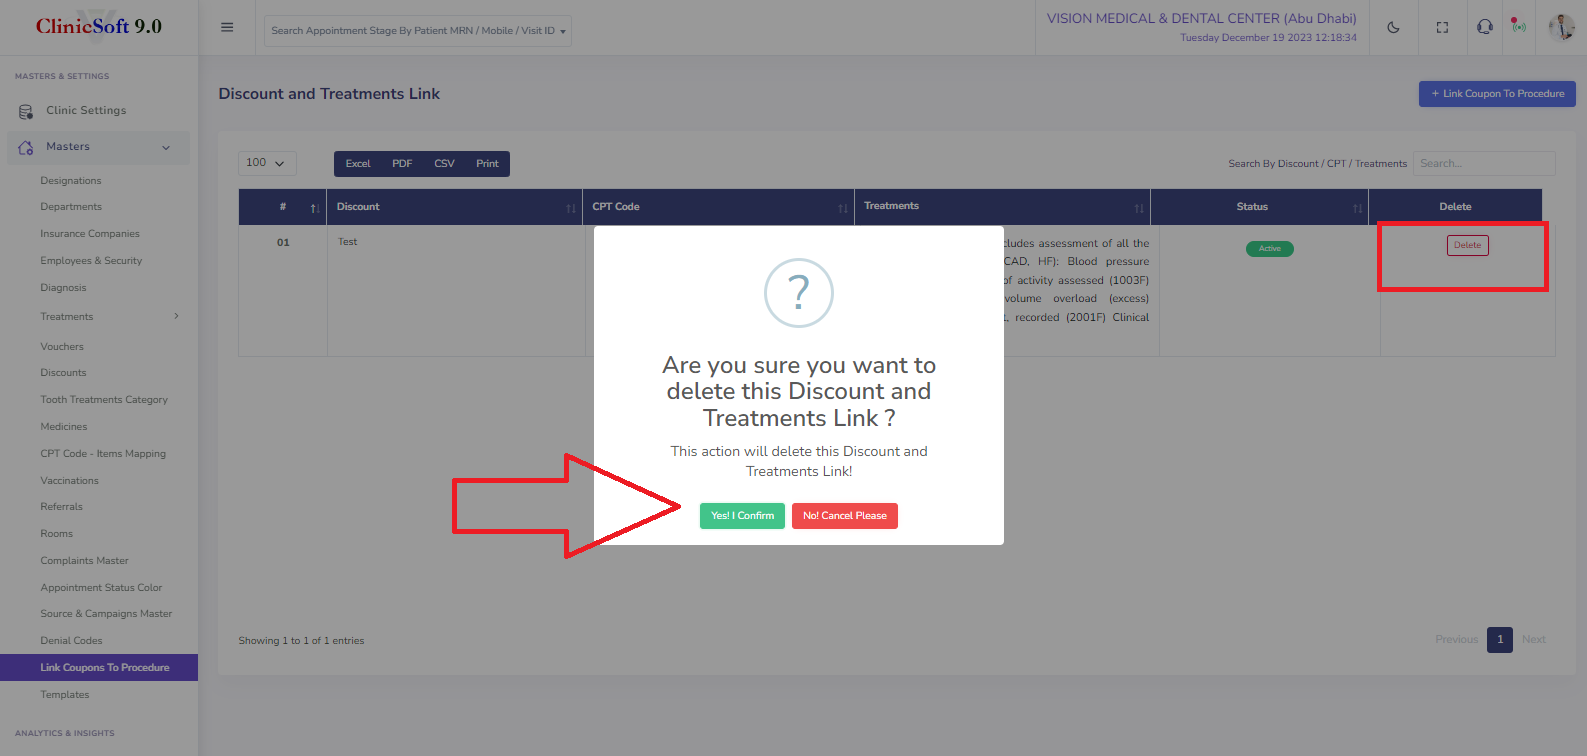 ClinicSoft 9.0
Search Appointment Stage By Patient MRN / Mobile / Visit ID
VISION MEDICAL & DENTAL CENTER (Abu Dhabi)
Tuesday December 19 2023 12:18:34
MASTERS & SETTINGS
Clinic Settings
Masters
Designations
Departments
Insurance Companies
Employees & Security
Diagnosis
Treatments
Vouchers
Discounts
Tooth Treatments Category
Medicines
CPT Code - Items Mapping
Vaccinations
Referrals
Rooms
Complaints Master
Appointment Status Color
Source & Campaigns Master
Denial Codes
Link Coupons To Procedure
Templates
ANALYTICS & INSIGHTS
Discount and Treatments Link
+ Link Coupon To Procedure
100
Excel PDF CSV Print
Search By Discount / CPT / Treatments
Search...
# Discount CPT Code Treatments Status Delete
01 Test
cludes assessment of all the
CAD, HF): Blood pressure
of activity assessed (1003F)
volume overload (excess)
t, recorded (2001F) Clinical
Active
Delete
?
Are you sure you want to
delete this Discount and
Treatments Link ?
This action will delete this Discount and
Treatments Link!
Yes! I Confirm
No! Cancel Please
Showing 1 to 1 of 1 entries
Previous 1 Next